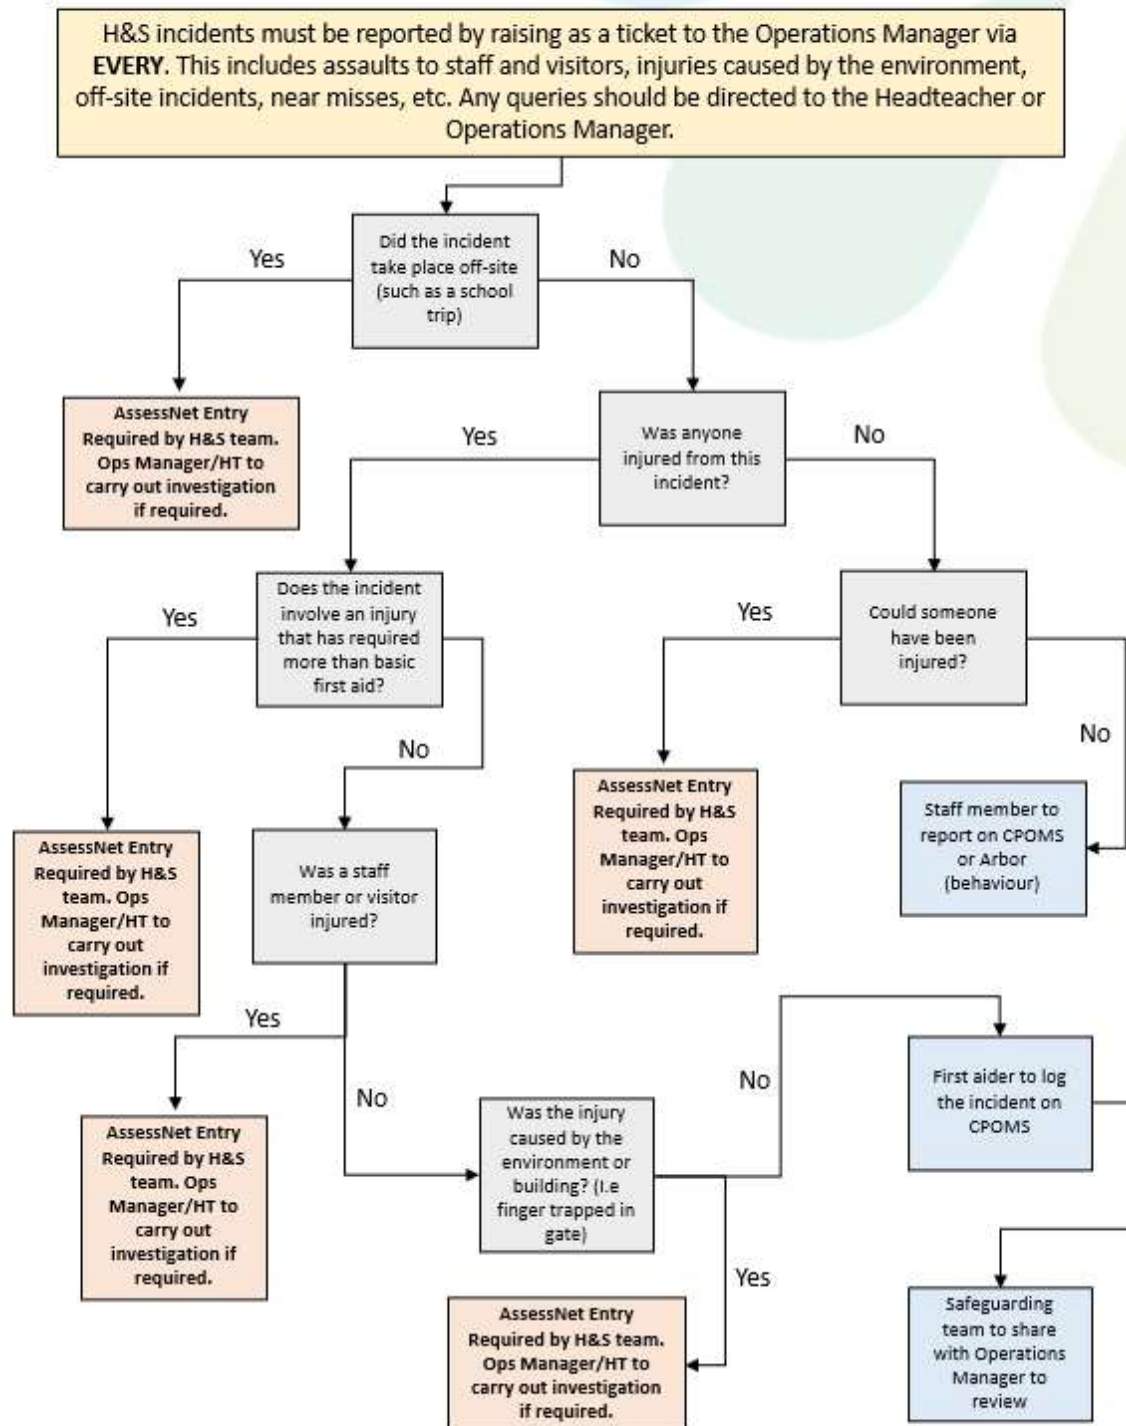 H&S incidents must be reported by raising as a ticket to the Operations Manager via
EVERY. This includes assaults to staff and visitors, injuries caused by the environment,
off-site incidents, near misses, etc. Any queries should be directed to the Headteacher or
Operations Manager.
Did the incident
take place off-site
(such as a school
trip)
Yes
No
AssessNet Entry
Required by H&S team.
Ops Manager/HT to
carry out investigation
if required.
Was anyone
injured from this
incident?
Yes
No
Does the incident
involve an injury
that has required
more than basic
first aid?
Yes
No
Could someone
have been
injured?
Yes
No
AssessNet Entry
Required by H&S
team. Ops
Manager/HT to
carry out
investigation if
required.
Staff member to
report on CPOMS
or Arbor
(behaviour)
AssessNet Entry
Required by H&S
team. Ops
Manager/HT to
carry out
investigation if
required.
Was a staff
member or visitor
injured?
Yes
No
AssessNet Entry
Required by H&S
team. Ops
Manager/HT to
carry out
investigation if
required.
Was the injury
caused by the
environment or
building? (I.e
finger trapped in
gate)
No
Yes
First aider to log
the incident on
CPOMS
AssessNet Entry
Required by H&S team.
Ops Manager/HT to
carry out investigation
if required.
Safeguarding
team to share
with Operations
Manager to
review